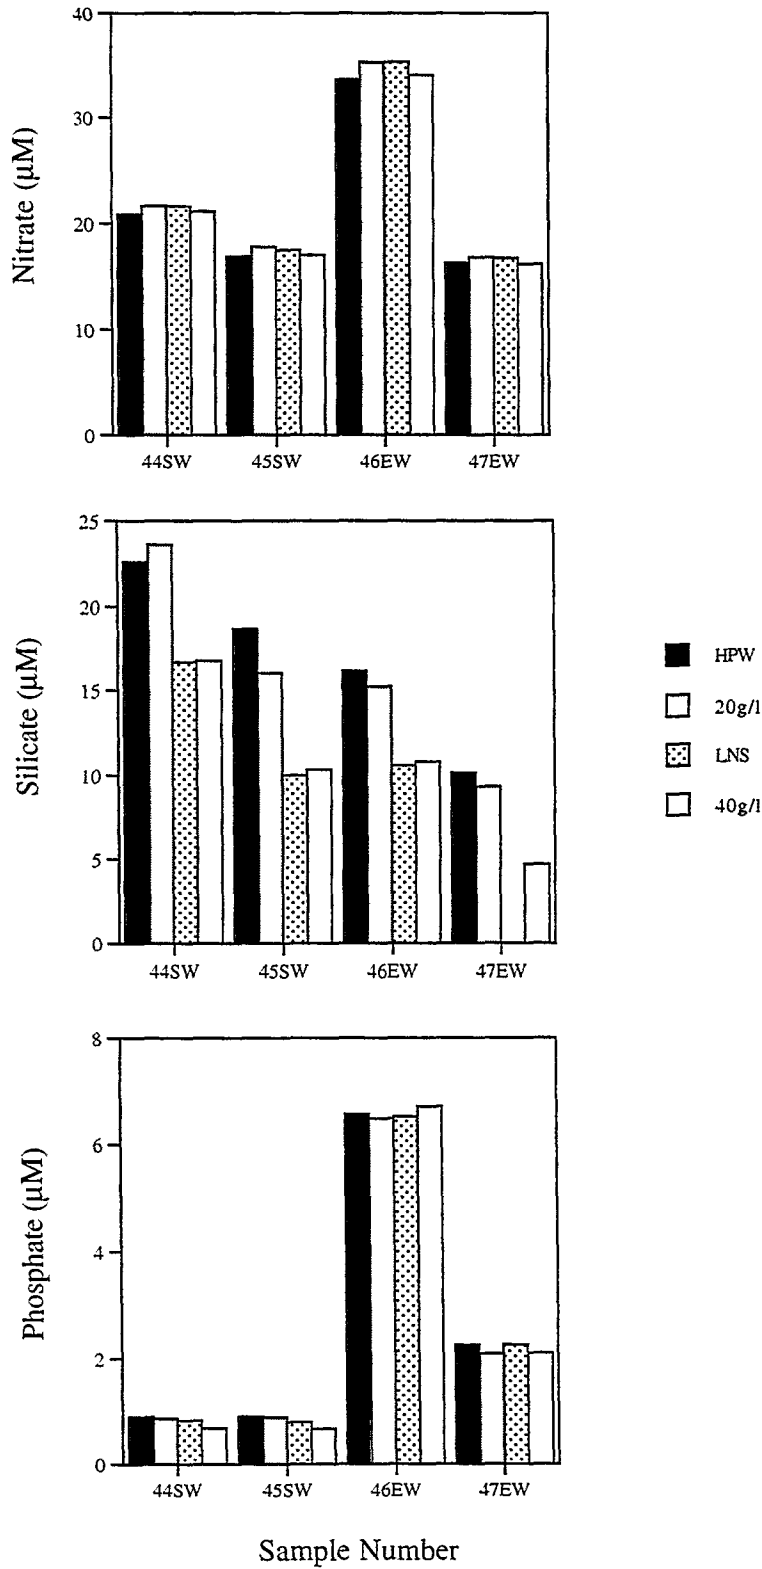 40
30
20
10
0
Nitrate (µM)
44SW 45SW 46EW 47EW
25
20
15
10
5
0
Silicate (µM)
44SW 45SW 46EW 47EW
HPW
20g/l
LNS
40g/l
8
6
4
2
0
Phosphate (µM)
44SW 45SW 46EW 47EW
Sample Number